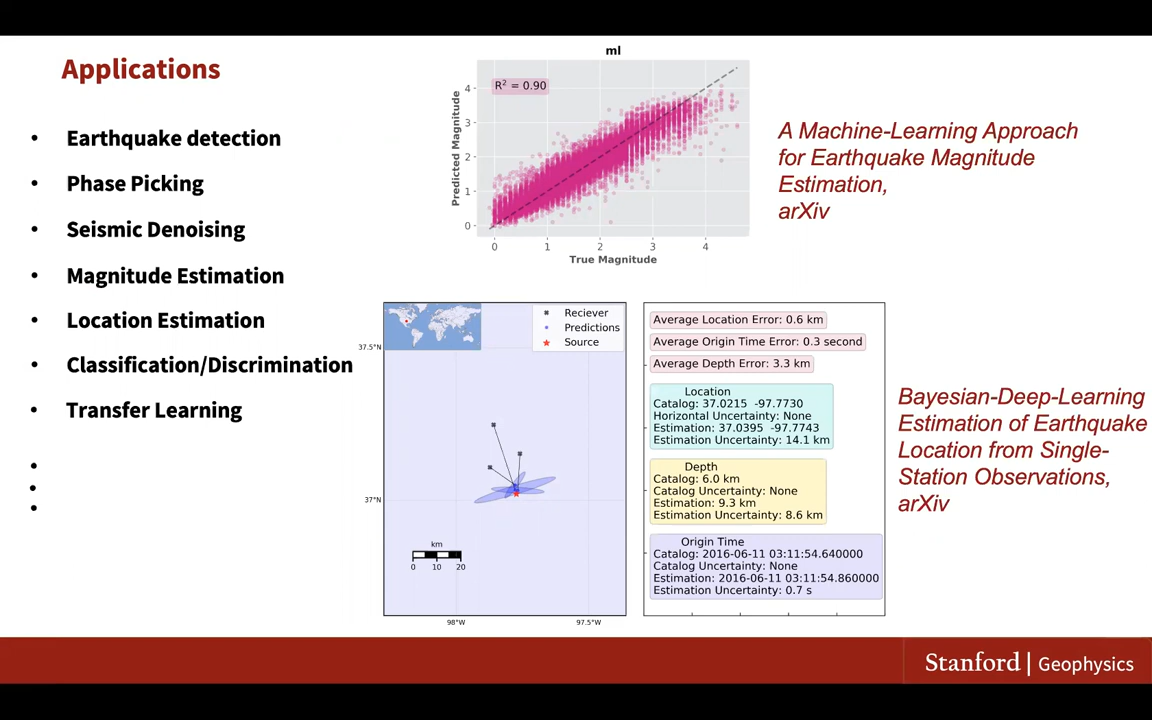 Applications
• Earthquake detection
• Phase Picking
• Seismic Denoising
• Magnitude Estimation
• Location Estimation
• Classification/Discrimination
• Transfer Learning
•
•
•
ml
R² = 0.90
Predicted Magnitude
4
3
2
1
0
0 1 2 3 4
True Magnitude
A Machine-Learning Approach
for Earthquake Magnitude
Estimation,
arXiv
Reciever
Predictions
Source
37.5°N
37°N
km
0 10 20
98°W 97.5°W
Average Location Error: 0.6 km
Average Origin Time Error: 0.3 second
Average Depth Error: 3.3 km
Location
Catalog: 37.0215 -97.7730
Horizontal Uncertainty: None
Estimation: 37.0395 -97.7743
Estimation Uncertainty: 14.1 km
Depth
Catalog: 6.0 km
Catalog Uncertainty: None
Estimation: 9.3 km
Estimation Uncertainty: 8.6 km
Origin Time
Catalog: 2016-06-11 03:11:54.640000
Catalog Uncertainty: None
Estimation: 2016-06-11 03:11:54.860000
Estimation Uncertainty: 0.7 s
Bayesian-Deep-Learning
Estimation of Earthquake
Location from Single-
Station Observations,
arXiv
Stanford | Geophysics